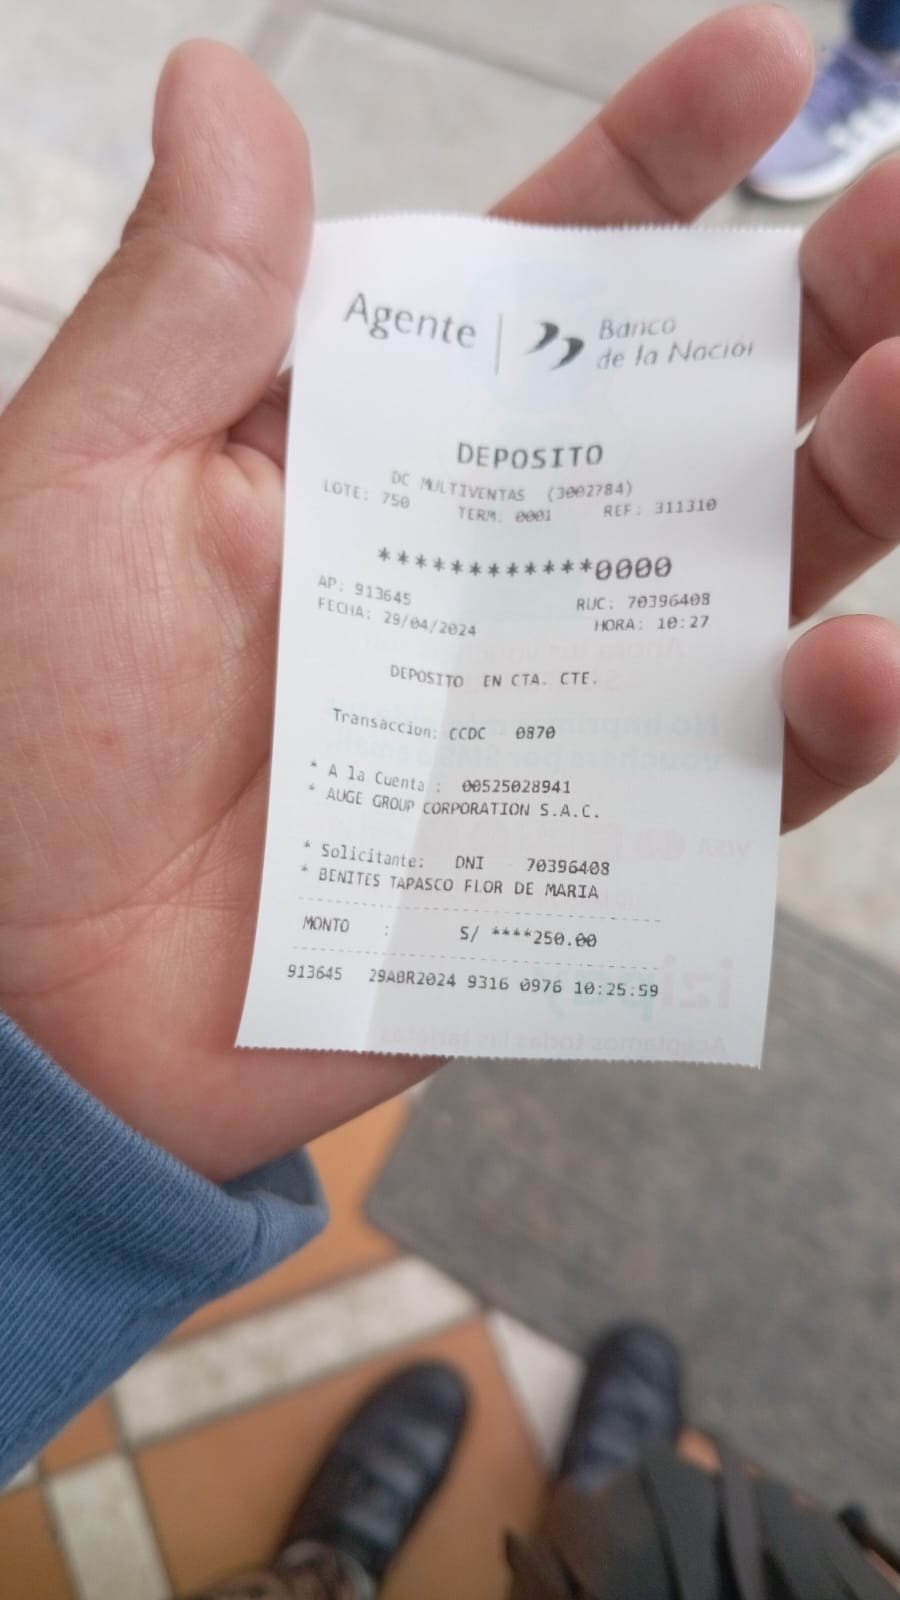 Agente | Banco
de la Nación
DEPOSITO
DC MULTIVENTAS (3002784)
LOTE: 750 TERM: 0001 REF: 311310
************0000
AP: 913645 RUC: 70396408
FECHA: 29/04/2024 HORA: 10:27
DEPOSITO EN CTA. CTE.
Transaccion: CCDC 0870
* A la Cuenta : 00525028941
* AUGE GROUP CORPORATION S.A.C.
* Solicitante: DNI - 70396408
* BENITES TAPASCO FLOR DE MARIA
MONTO : S/ ****250.00
913645 29ABR2024 9316 0976 10:25:59